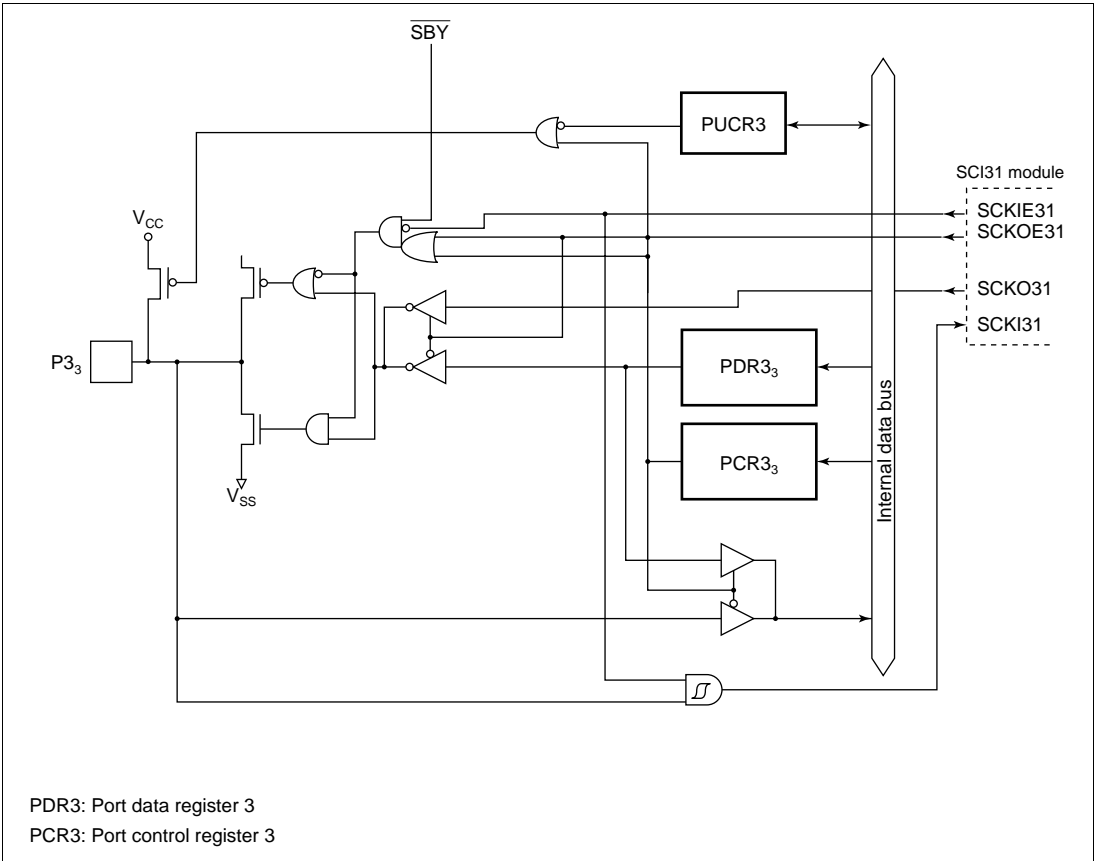 SBY
PUCR3
SCI31 module
SCKIE31
SCKOE31
SCKO31
SCKI31
VCC
P33
PDR33
PCR33
Internal data bus
VSS
PDR3: Port data register 3
PCR3: Port control register 3